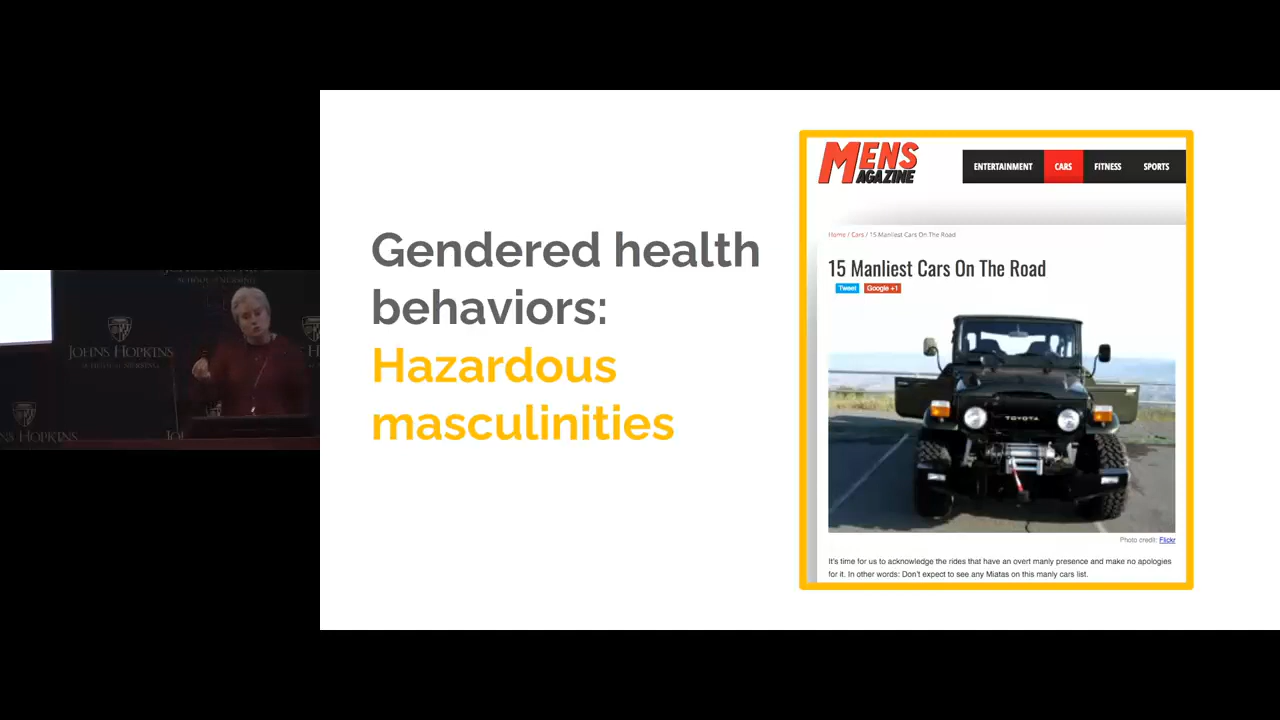 JOHNS HOPKINS
SCHOOL of NURSING
NS HOPKINS
Gendered health
behaviors:
Hazardous
masculinities
MENS
MAGAZINE
ENTERTAINMENT CARS FITNESS SPORTS
Home / Cars / 15 Manliest Cars On The Road
15 Manliest Cars On The Road
Tweet Google +1
TOYOTA
Photo credit: Flickr
It's time for us to acknowledge the rides that have an overt manly presence and make no apologies
for it. In other words: Don't expect to see any Miatas on this manly cars list.